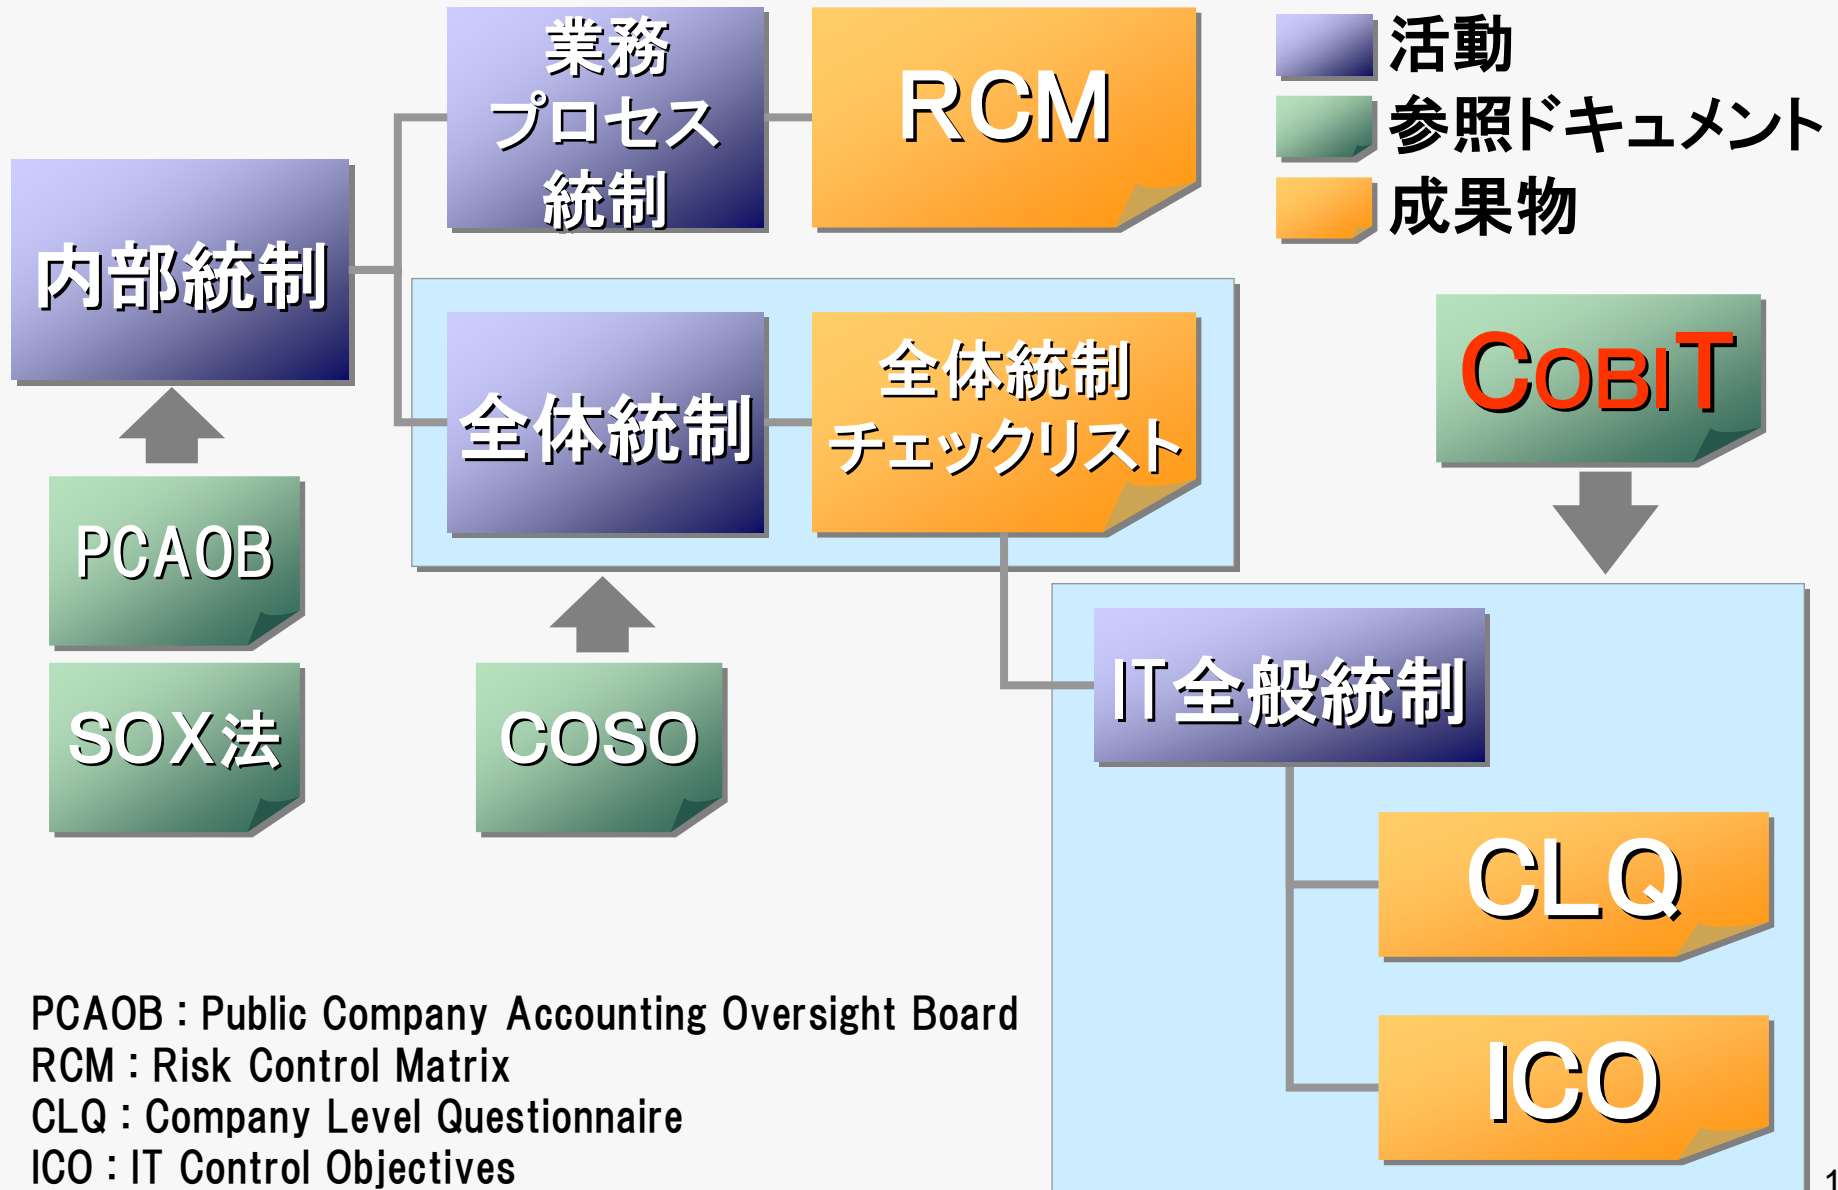 業務
プロセス
統制
RCM
活動
参照ドキュメント
成果物
内部統制
全体統制
全体統制
チェックリスト
COBIT
PCAOB
SOX法
COSO
IT全般統制
CLQ
ICO
PCAOB：Public Company Accounting Oversight Board
RCM：Risk Control Matrix
CLQ：Company Level Questionnaire
ICO：IT Control Objectives
1